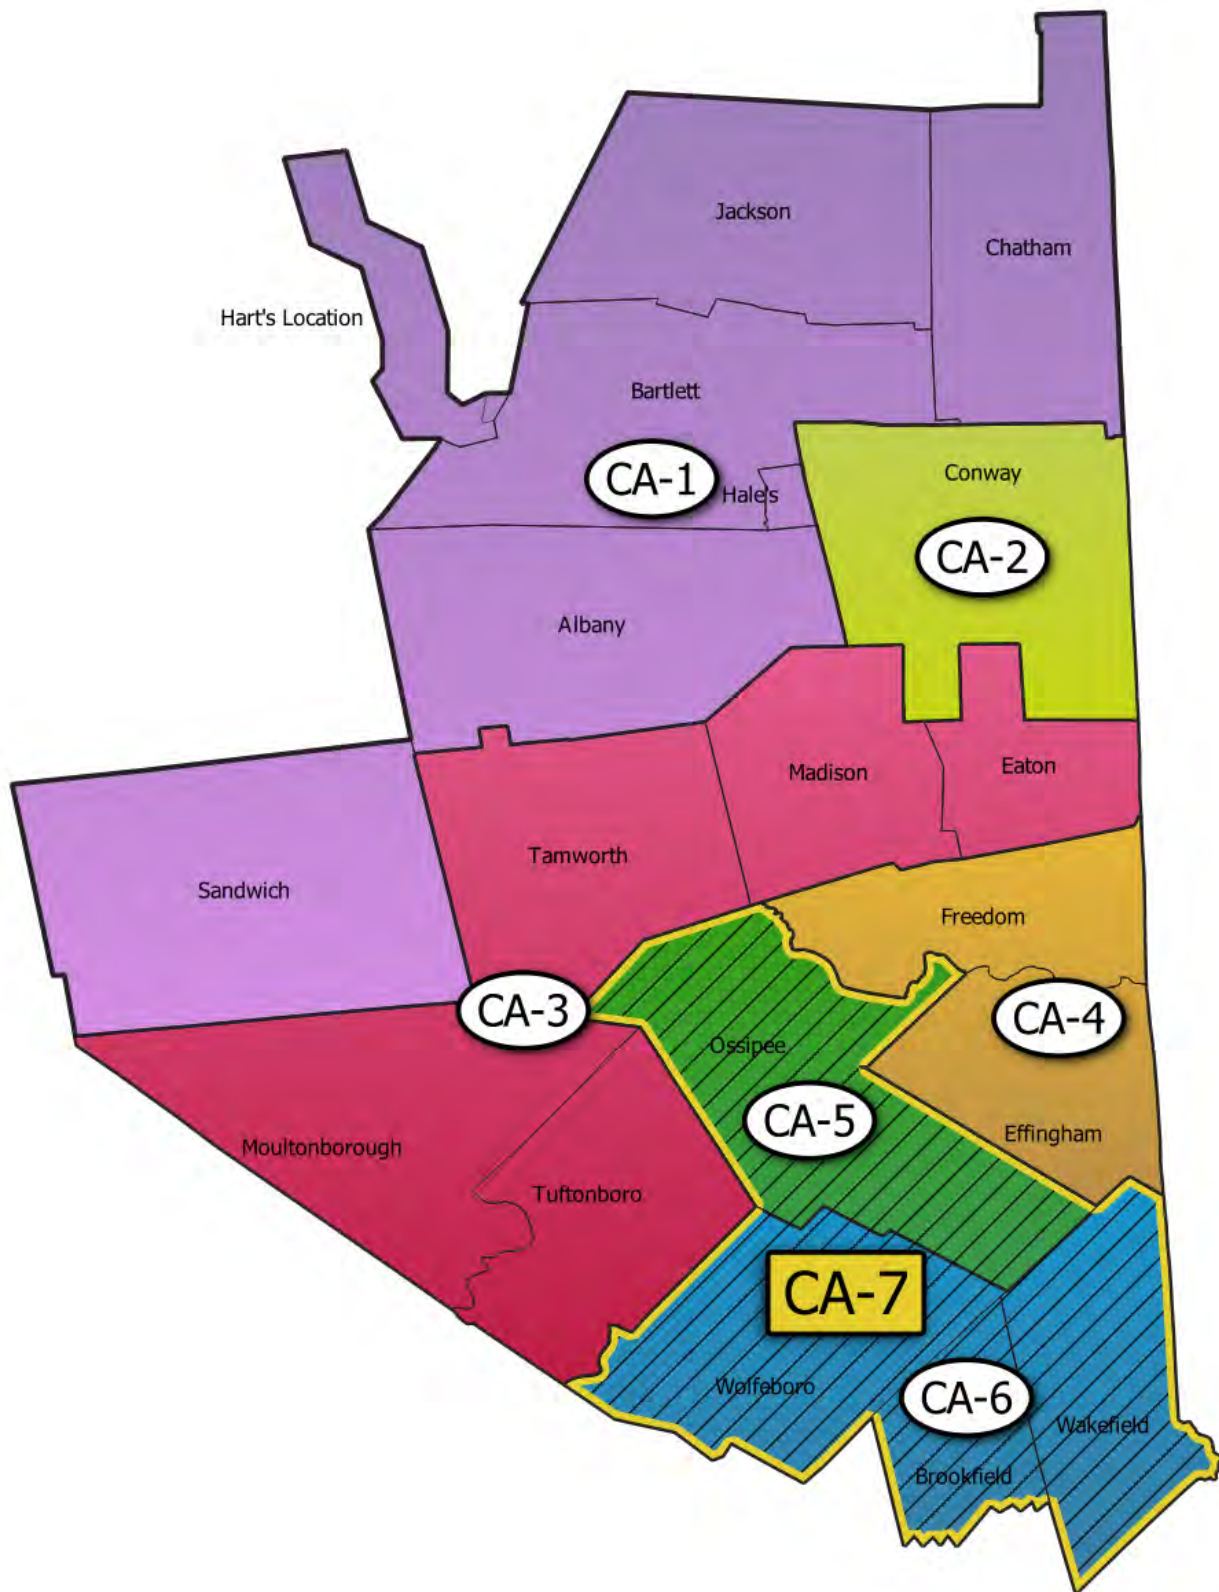 Jackson
Chatham
Hart's Location
Bartlett
CA-1
Hale's
Conway
CA-2
Albany
Madison
Eaton
Tamworth
Sandwich
Freedom
CA-3
CA-4
Ossipee
CA-5
Effingham
Moultonborough
Tuftonboro
CA-7
Wolfeboro
CA-6
Wakefield
Brookfield